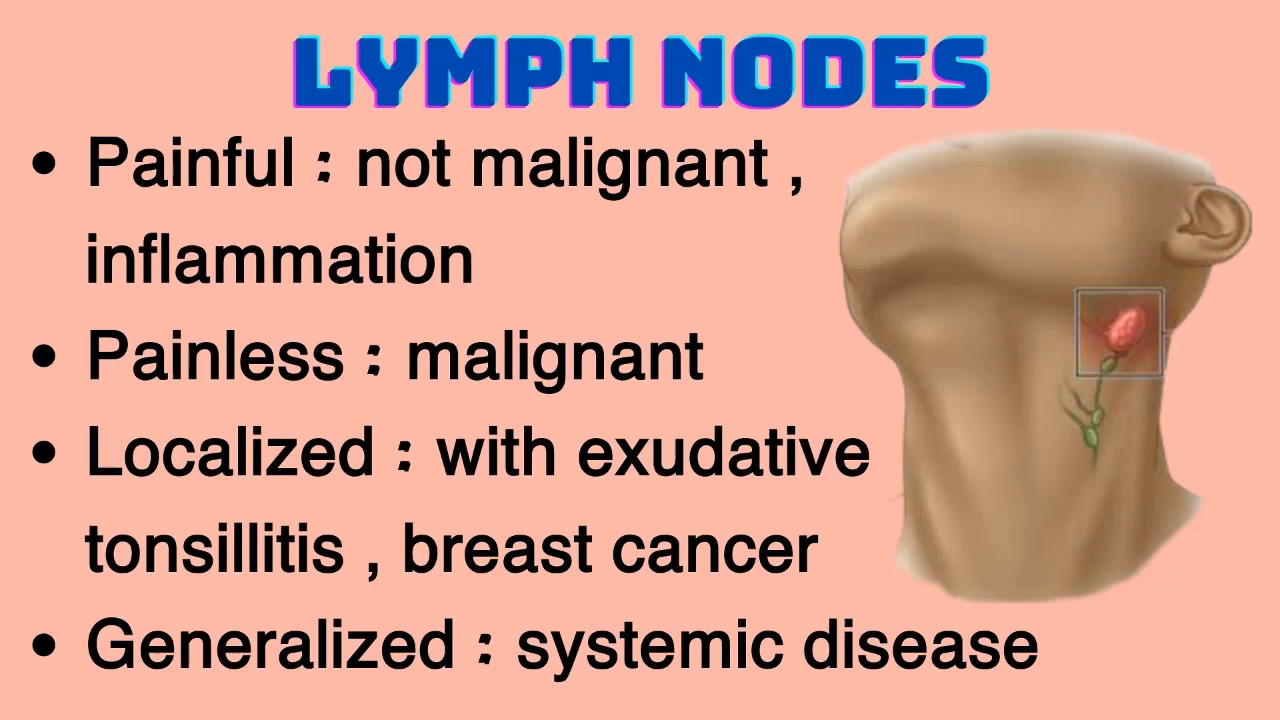 LYMPH NODES
• Painful : not malignant ,
inflammation
• Painless : malignant
• Localized : with exudative
tonsillitis , breast cancer
• Generalized : systemic disease